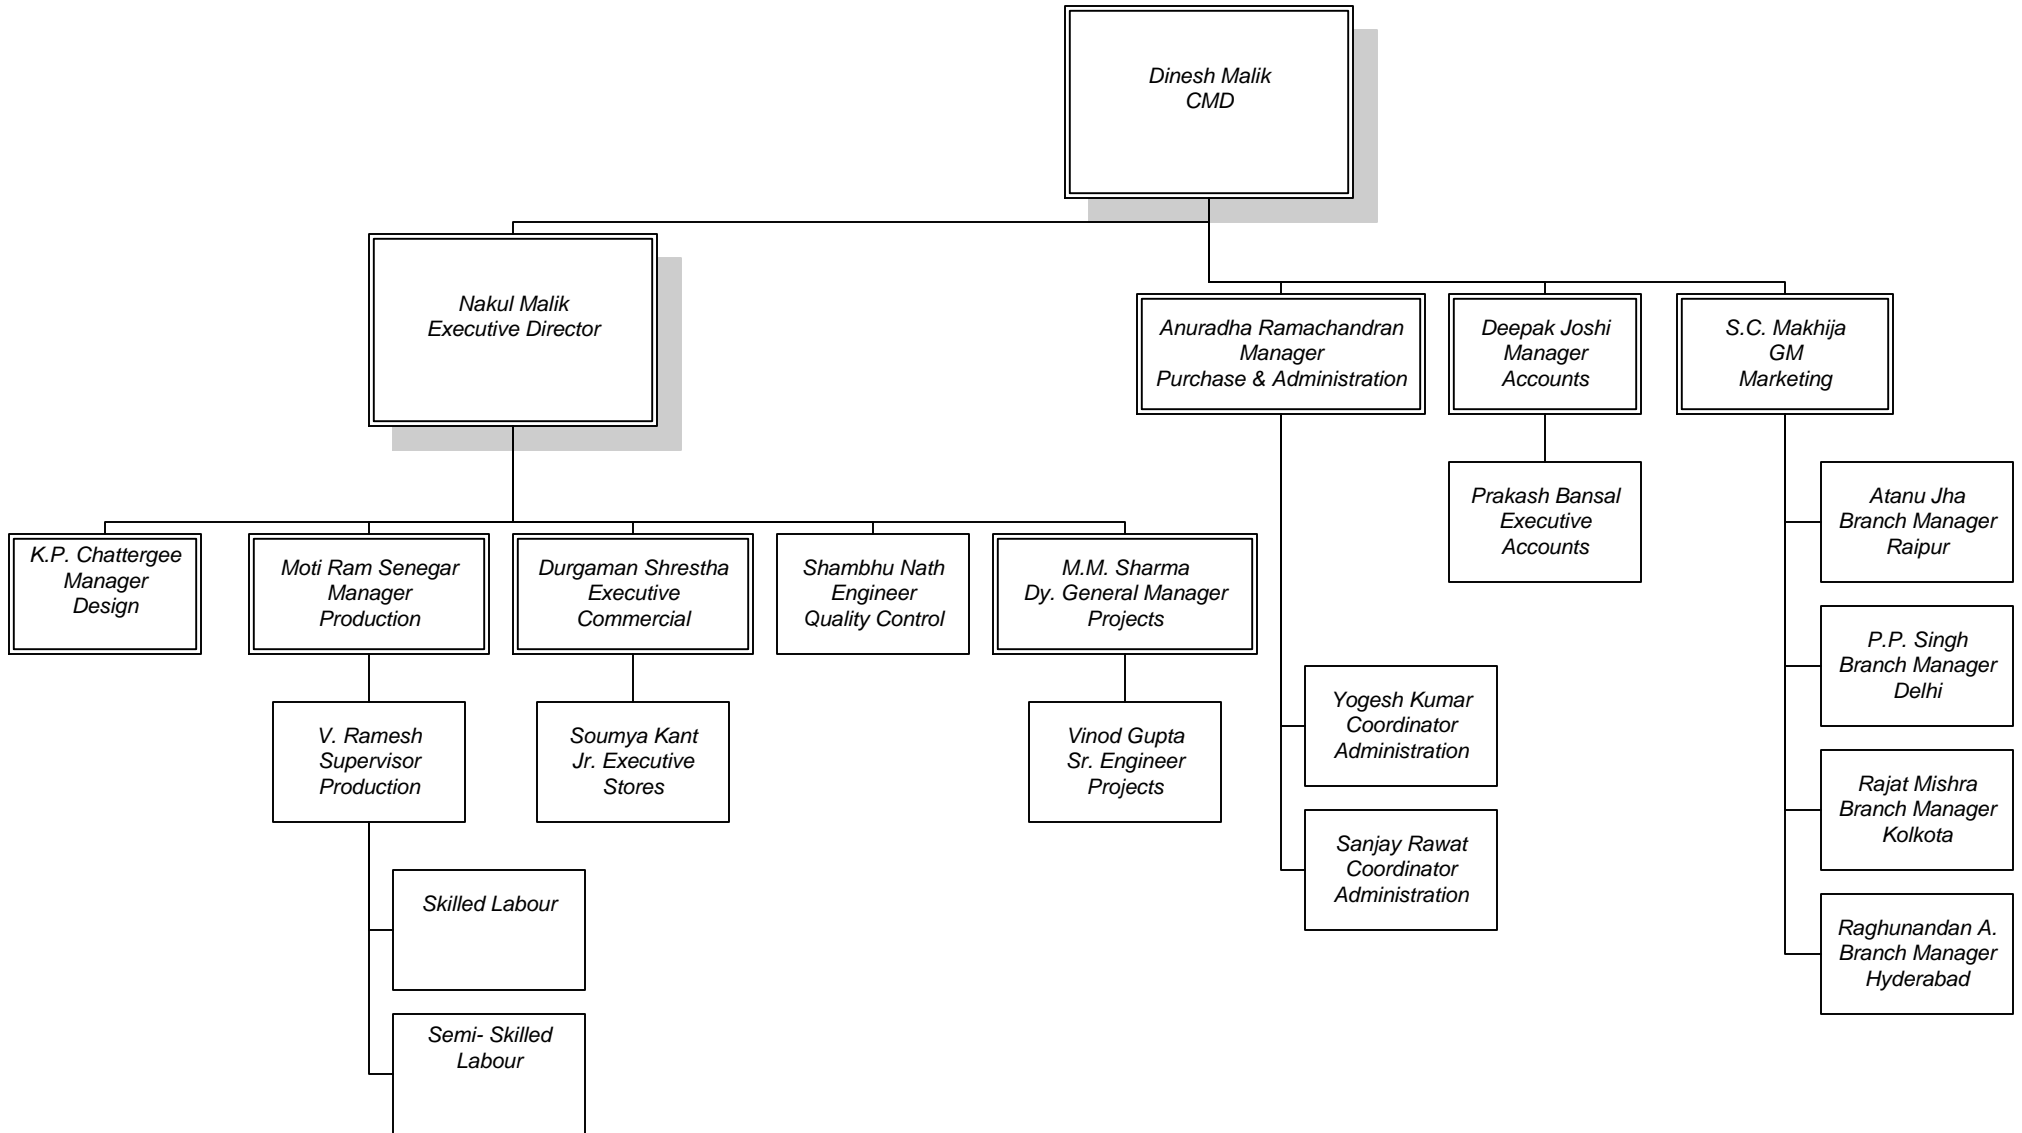 Dinesh Malik
CMD
Nakul Malik
Executive Director
Anuradha Ramachandran
Manager
Purchase & Administration
Deepak Joshi
Manager
Accounts
S.C. Makhija
GM
Marketing
Prakash Bansal
Executive
Accounts
Atanu Jha
Branch Manager
Raipur
K.P. Chattergee
Manager
Design
Moti Ram Senegar
Manager
Production
Durgaman Shrestha
Executive
Commercial
Shambhu Nath
Engineer
Quality Control
M.M. Sharma
Dy. General Manager
Projects
P.P. Singh
Branch Manager
Delhi
V. Ramesh
Supervisor
Production
Soumya Kant
Jr. Executive
Stores
Vinod Gupta
Sr. Engineer
Projects
Yogesh Kumar
Coordinator
Administration
Rajat Mishra
Branch Manager
Kolkota
Sanjay Rawat
Coordinator
Administration
Skilled Labour
Raghunandan A.
Branch Manager
Hyderabad
Semi- Skilled
Labour